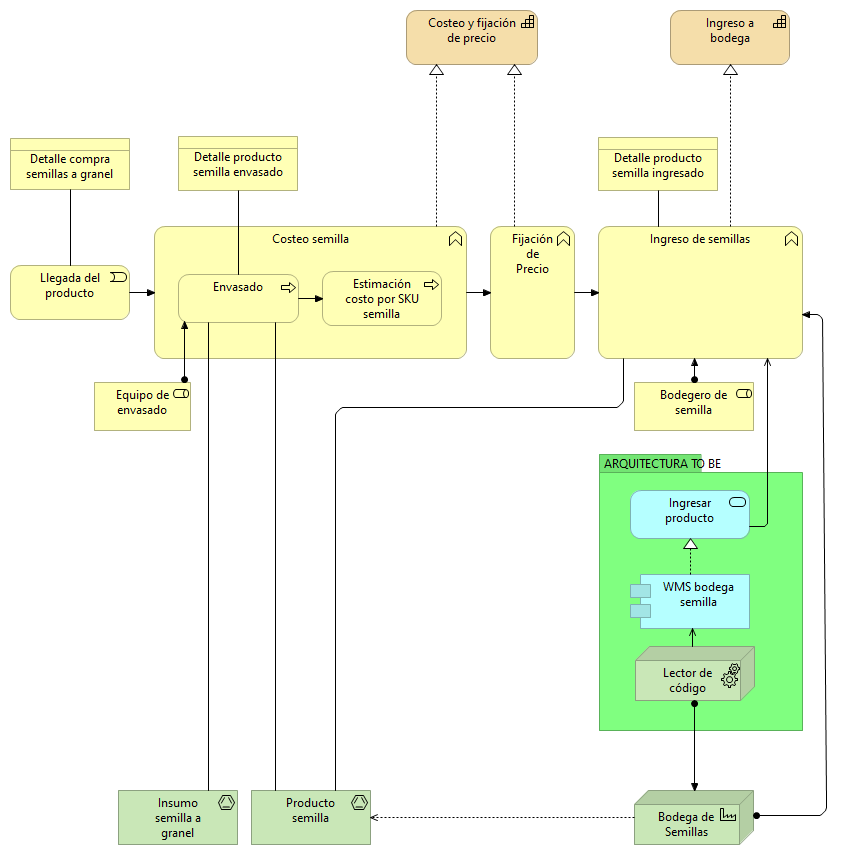 Costeo y fijación
de precio
Ingreso a
bodega
Detalle compra
semillas a granel
Detalle producto
semilla envasado
Detalle producto
semilla ingresado
Llegada del
producto
Costeo semilla
Envasado
Estimación
costo por SKU
semilla
Fijación
de
Precio
Ingreso de semillas
Equipo de
envasado
Bodegero de
semilla
ARQUITECTURA TO BE
Ingresar
producto
WMS bodega
semilla
Lector de
código
Insumo
semilla a
granel
Producto
semilla
Bodega de
Semillas